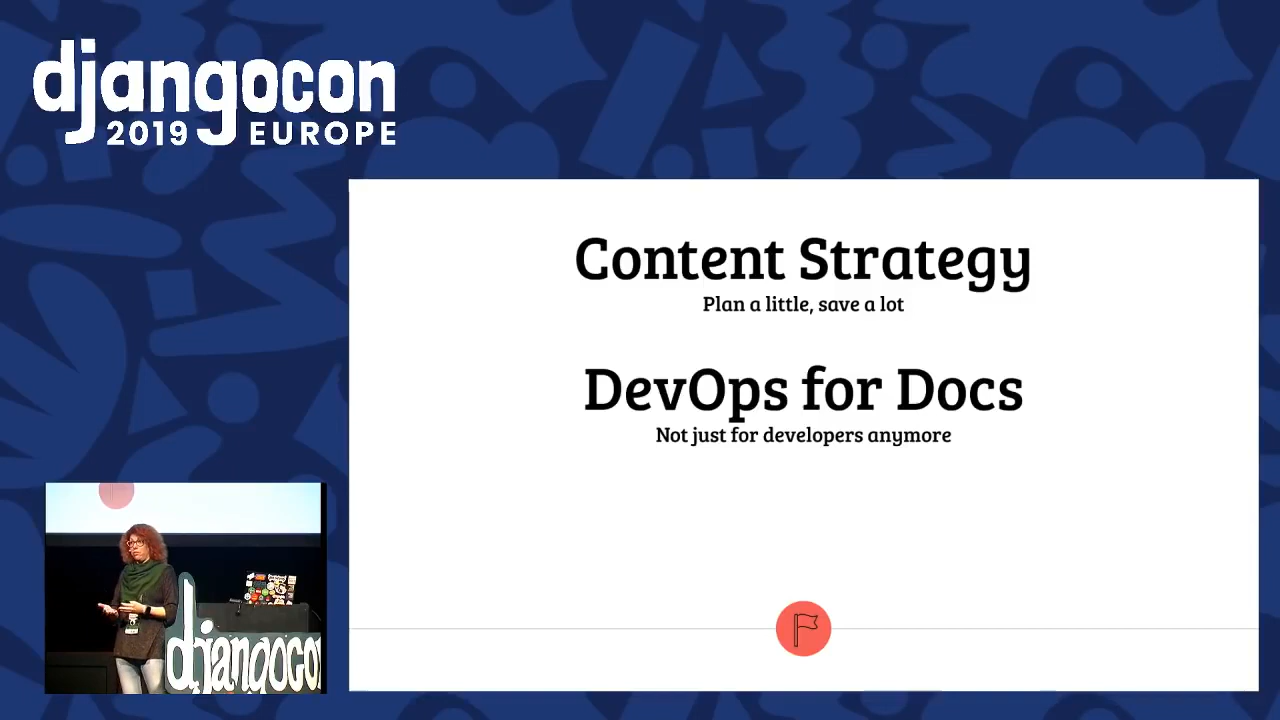 djangocon
2019 EUROPE
Content Strategy
Plan a little, save a lot
DevOps for Docs
Not just for developers anymore
djangocon